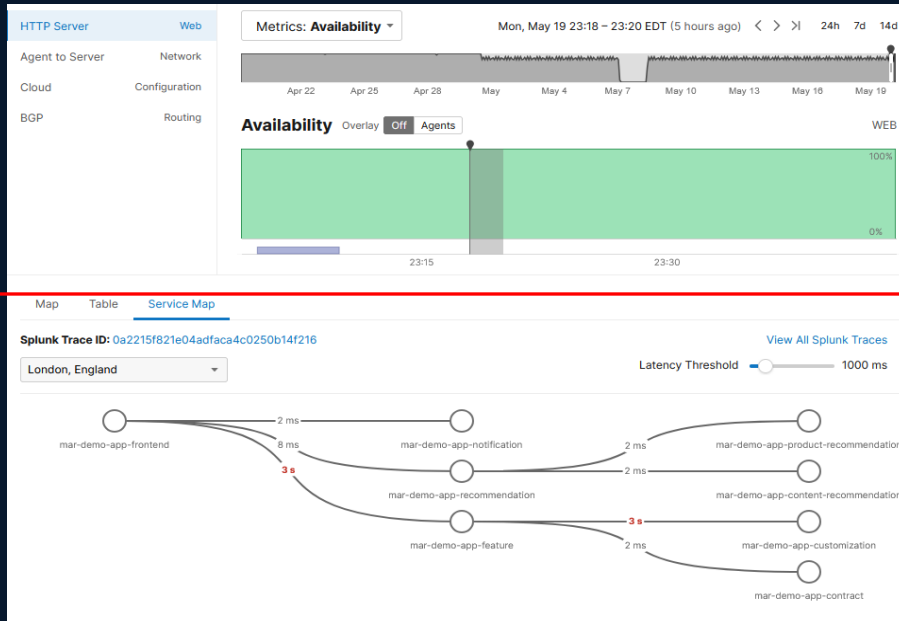 HTTP Server Web
Agent to Server Network
Cloud Configuration
BGP Routing
Metrics: Availability
Mon, May 19 23:18 – 23:20 EDT (5 hours ago)
24h 7d 14d
Apr 22 Apr 25 Apr 28 May May 4 May 7 May 10 May 13 May 16 May 19
Availability Overlay Off Agents WEB
100%
0%
23:15 23:30
Map Table Service Map
Splunk Trace ID: 0a2215f821e04adfaca4c0250b14f216 View All Splunk Traces
London, England Latency Threshold 1000 ms
2 ms
mar-demo-app-frontend mar-demo-app-notification mar-demo-app-product-recommendation
8 ms 2 ms
3 s 2 ms
mar-demo-app-recommendation mar-demo-app-content-recommendation
3 s
mar-demo-app-feature 2 ms mar-demo-app-customization
mar-demo-app-contract